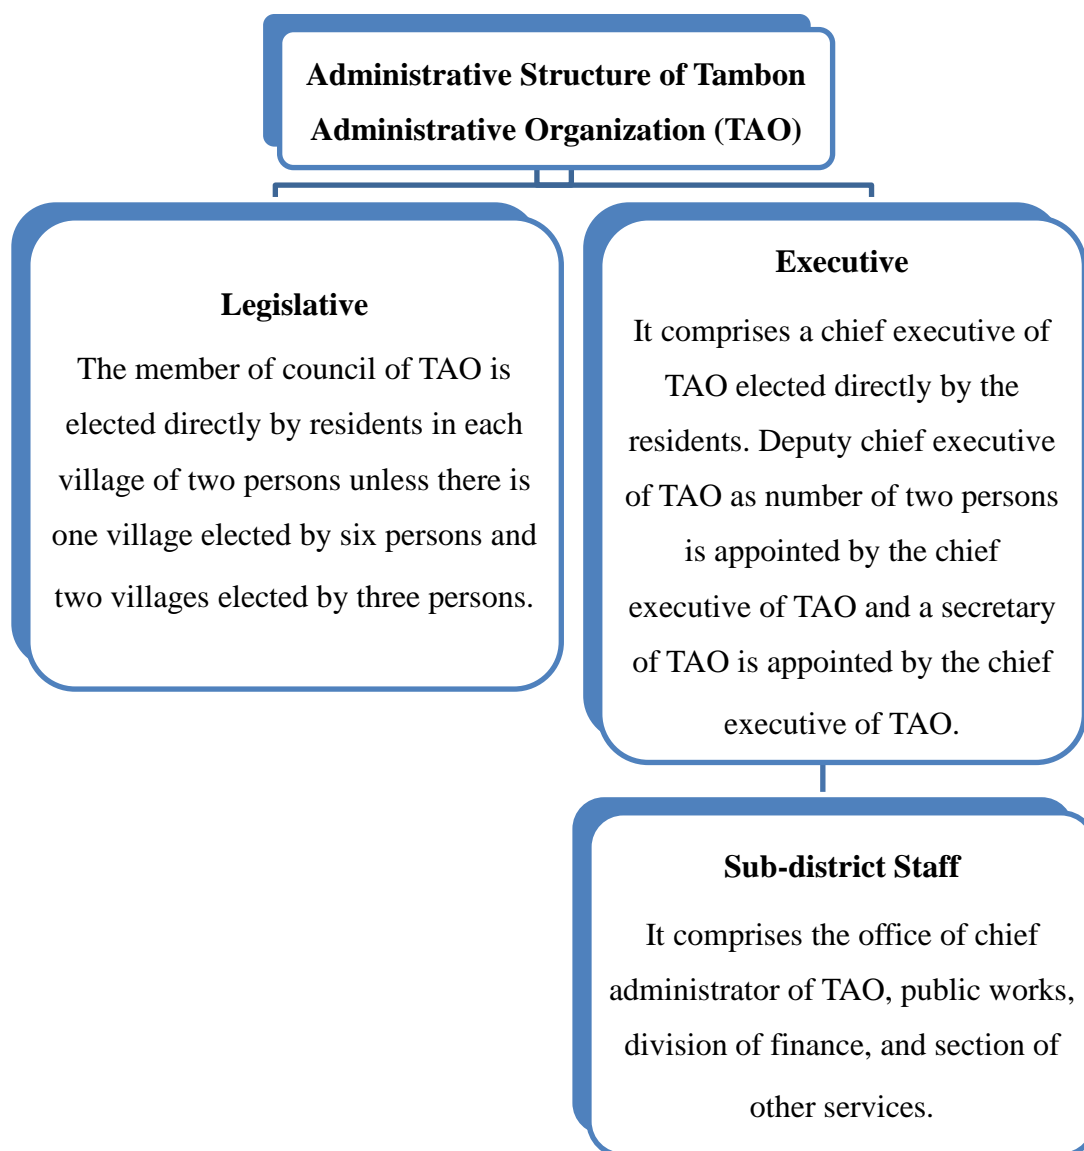 Administrative Structure of Tambon
Administrative Organization (TAO)
Legislative
The member of council of TAO is
elected directly by residents in each
village of two persons unless there is
one village elected by six persons and
two villages elected by three persons.
Executive
It comprises a chief executive of
TAO elected directly by the
residents. Deputy chief executive
of TAO as number of two persons
is appointed by the chief
executive of TAO and a secretary
of TAO is appointed by the chief
executive of TAO.
Sub-district Staff
It comprises the office of chief
administrator of TAO, public works,
division of finance, and section of
other services.